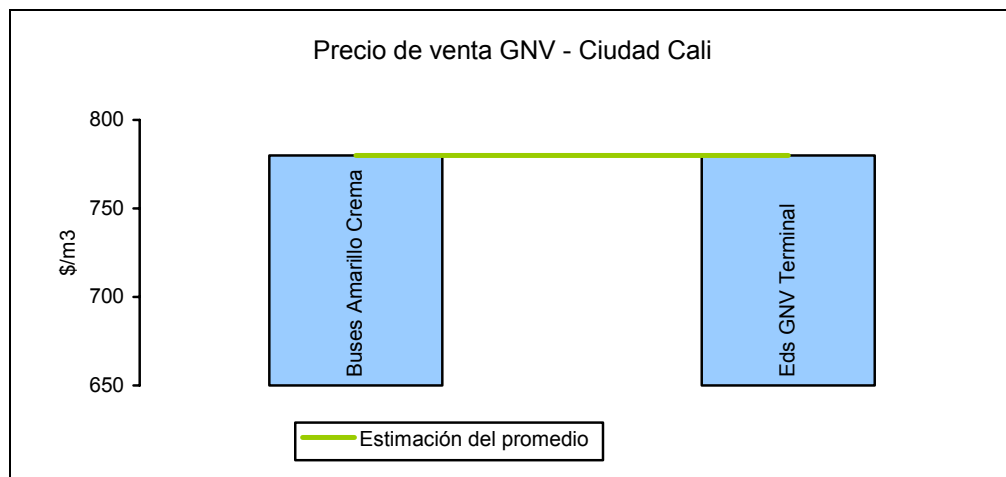 Precio de venta GNV - Ciudad Cali
800
750
700
650
$/m3
Buses Amarillo Crema
Eds GNV Terminal
Estimación del promedio